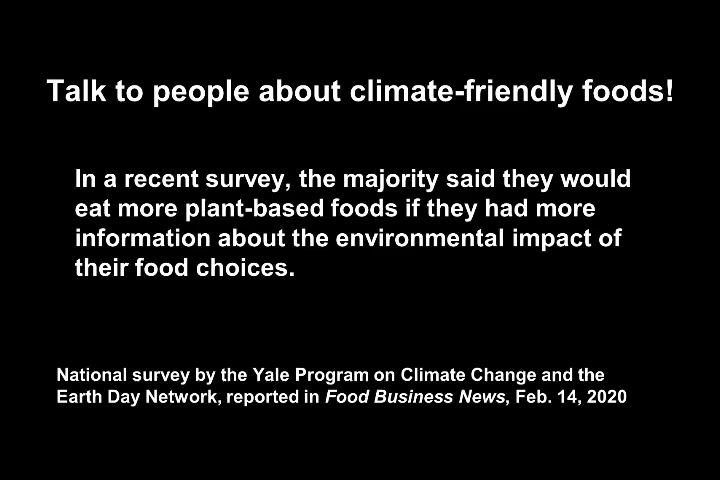 Talk to people about climate-friendly foods!
In a recent survey, the majority said they would
eat more plant-based foods if they had more
information about the environmental impact of
their food choices.
National survey by the Yale Program on Climate Change and the
Earth Day Network, reported in Food Business News, Feb. 14, 2020